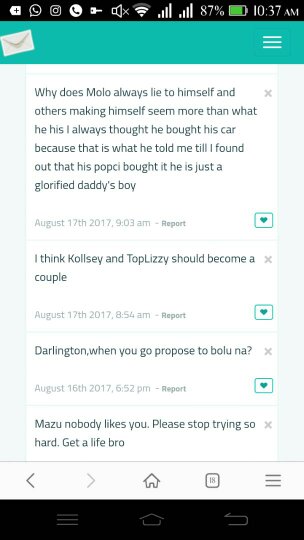 87% 10:37 AM
Why does Molo always lie to himself and
others making himself seem more than what
he his I always thought he bought his car
because that is what he told me till I found
out that his popci bought it he is just a
glorified daddy's boy
August 17th 2017, 9:03 am - Report
I think Kollsey and TopLizzy should become a
couple
August 17th 2017, 8:54 am - Report
Darlington,when you go propose to bolu na?
August 16th 2017, 6:52 pm - Report
Mazu nobody likes you. Please stop trying so
hard. Get a life bro
18